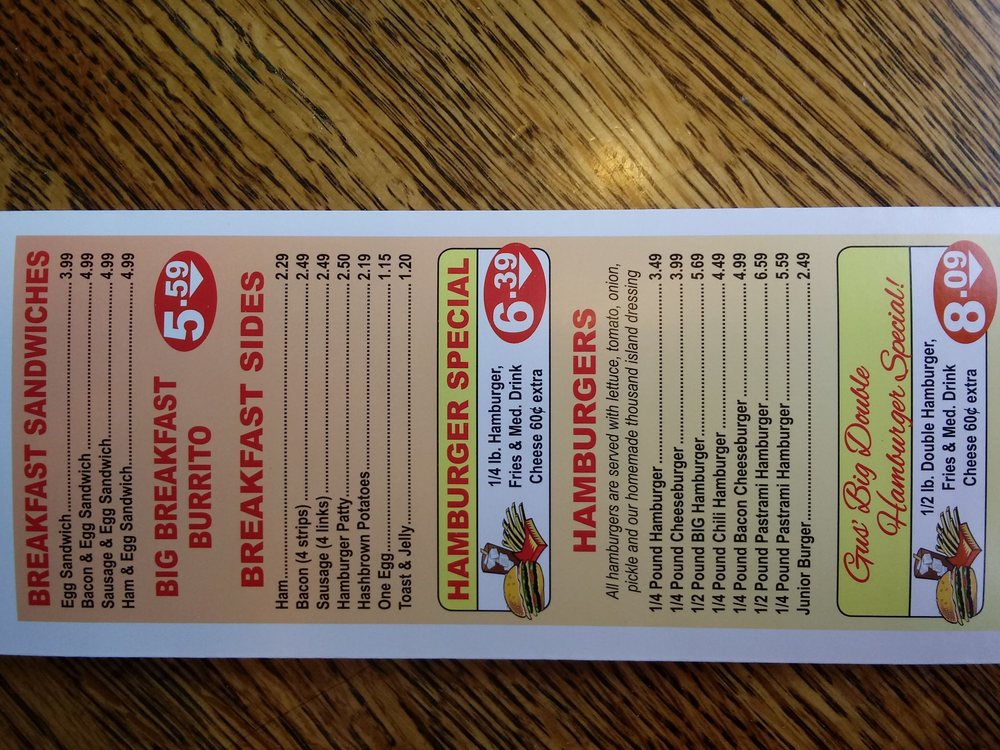 BREAKFAST SANDWICHES
Egg Sandwich 3.99
Bacon & Egg Sandwich 4.99
Sausage & Egg Sandwich 4.99
Ham & Egg Sandwich 4.99
BIG BREAKFAST
BURRITO
5.59
BREAKFAST SIDES
Ham 2.29
Bacon (4 strips) 2.49
Sausage (4 links) 2.49
Hamburger Patty 2.50
Hashbrown Potatoes 2.19
One Egg 1.15
Toast & Jelly 1.20
HAMBURGER SPECIAL
1/4 lb. Hamburger,
Fries & Med. Drink
Cheese 60¢ extra
6.39
HAMBURGERS
All hamburgers are served with lettuce, tomato, onion,
pickle and our homemade thousand island dressing
1/4 Pound Hamburger 3.49
1/4 Pound Cheeseburger 3.99
1/2 Pound BIG Hamburger 5.69
1/4 Pound Chili Hamburger 4.49
1/4 Pound Bacon Cheeseburger 4.99
1/2 Pound Pastrami Hamburger 6.59
1/4 Pound Pastrami Hamburger 5.59
Junior Burger 2.49
Gus' Big Double
Hamburger Special!
1/2 lb. Double Hamburger,
Fries & Med. Drink
Cheese 60¢ extra
8.09